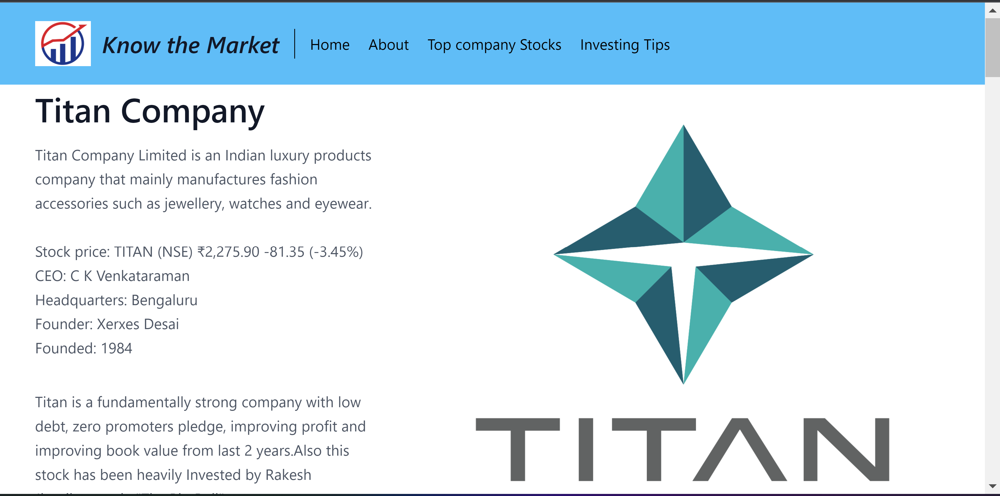 Know the Market
Home About Top company Stocks Investing Tips
Titan Company
Titan Company Limited is an Indian luxury products
company that mainly manufactures fashion
accessories such as jewellery, watches and eyewear.
Stock price: TITAN (NSE) ₹2,275.90 -81.35 (-3.45%)
CEO: C K Venkataraman
Headquarters: Bengaluru
Founder: Xerxes Desai
Founded: 1984
Titan is a fundamentally strong company with low
debt, zero promoters pledge, improving profit and
improving book value from last 2 years.Also this
stock has been heavily Invested by Rakesh
TITAN